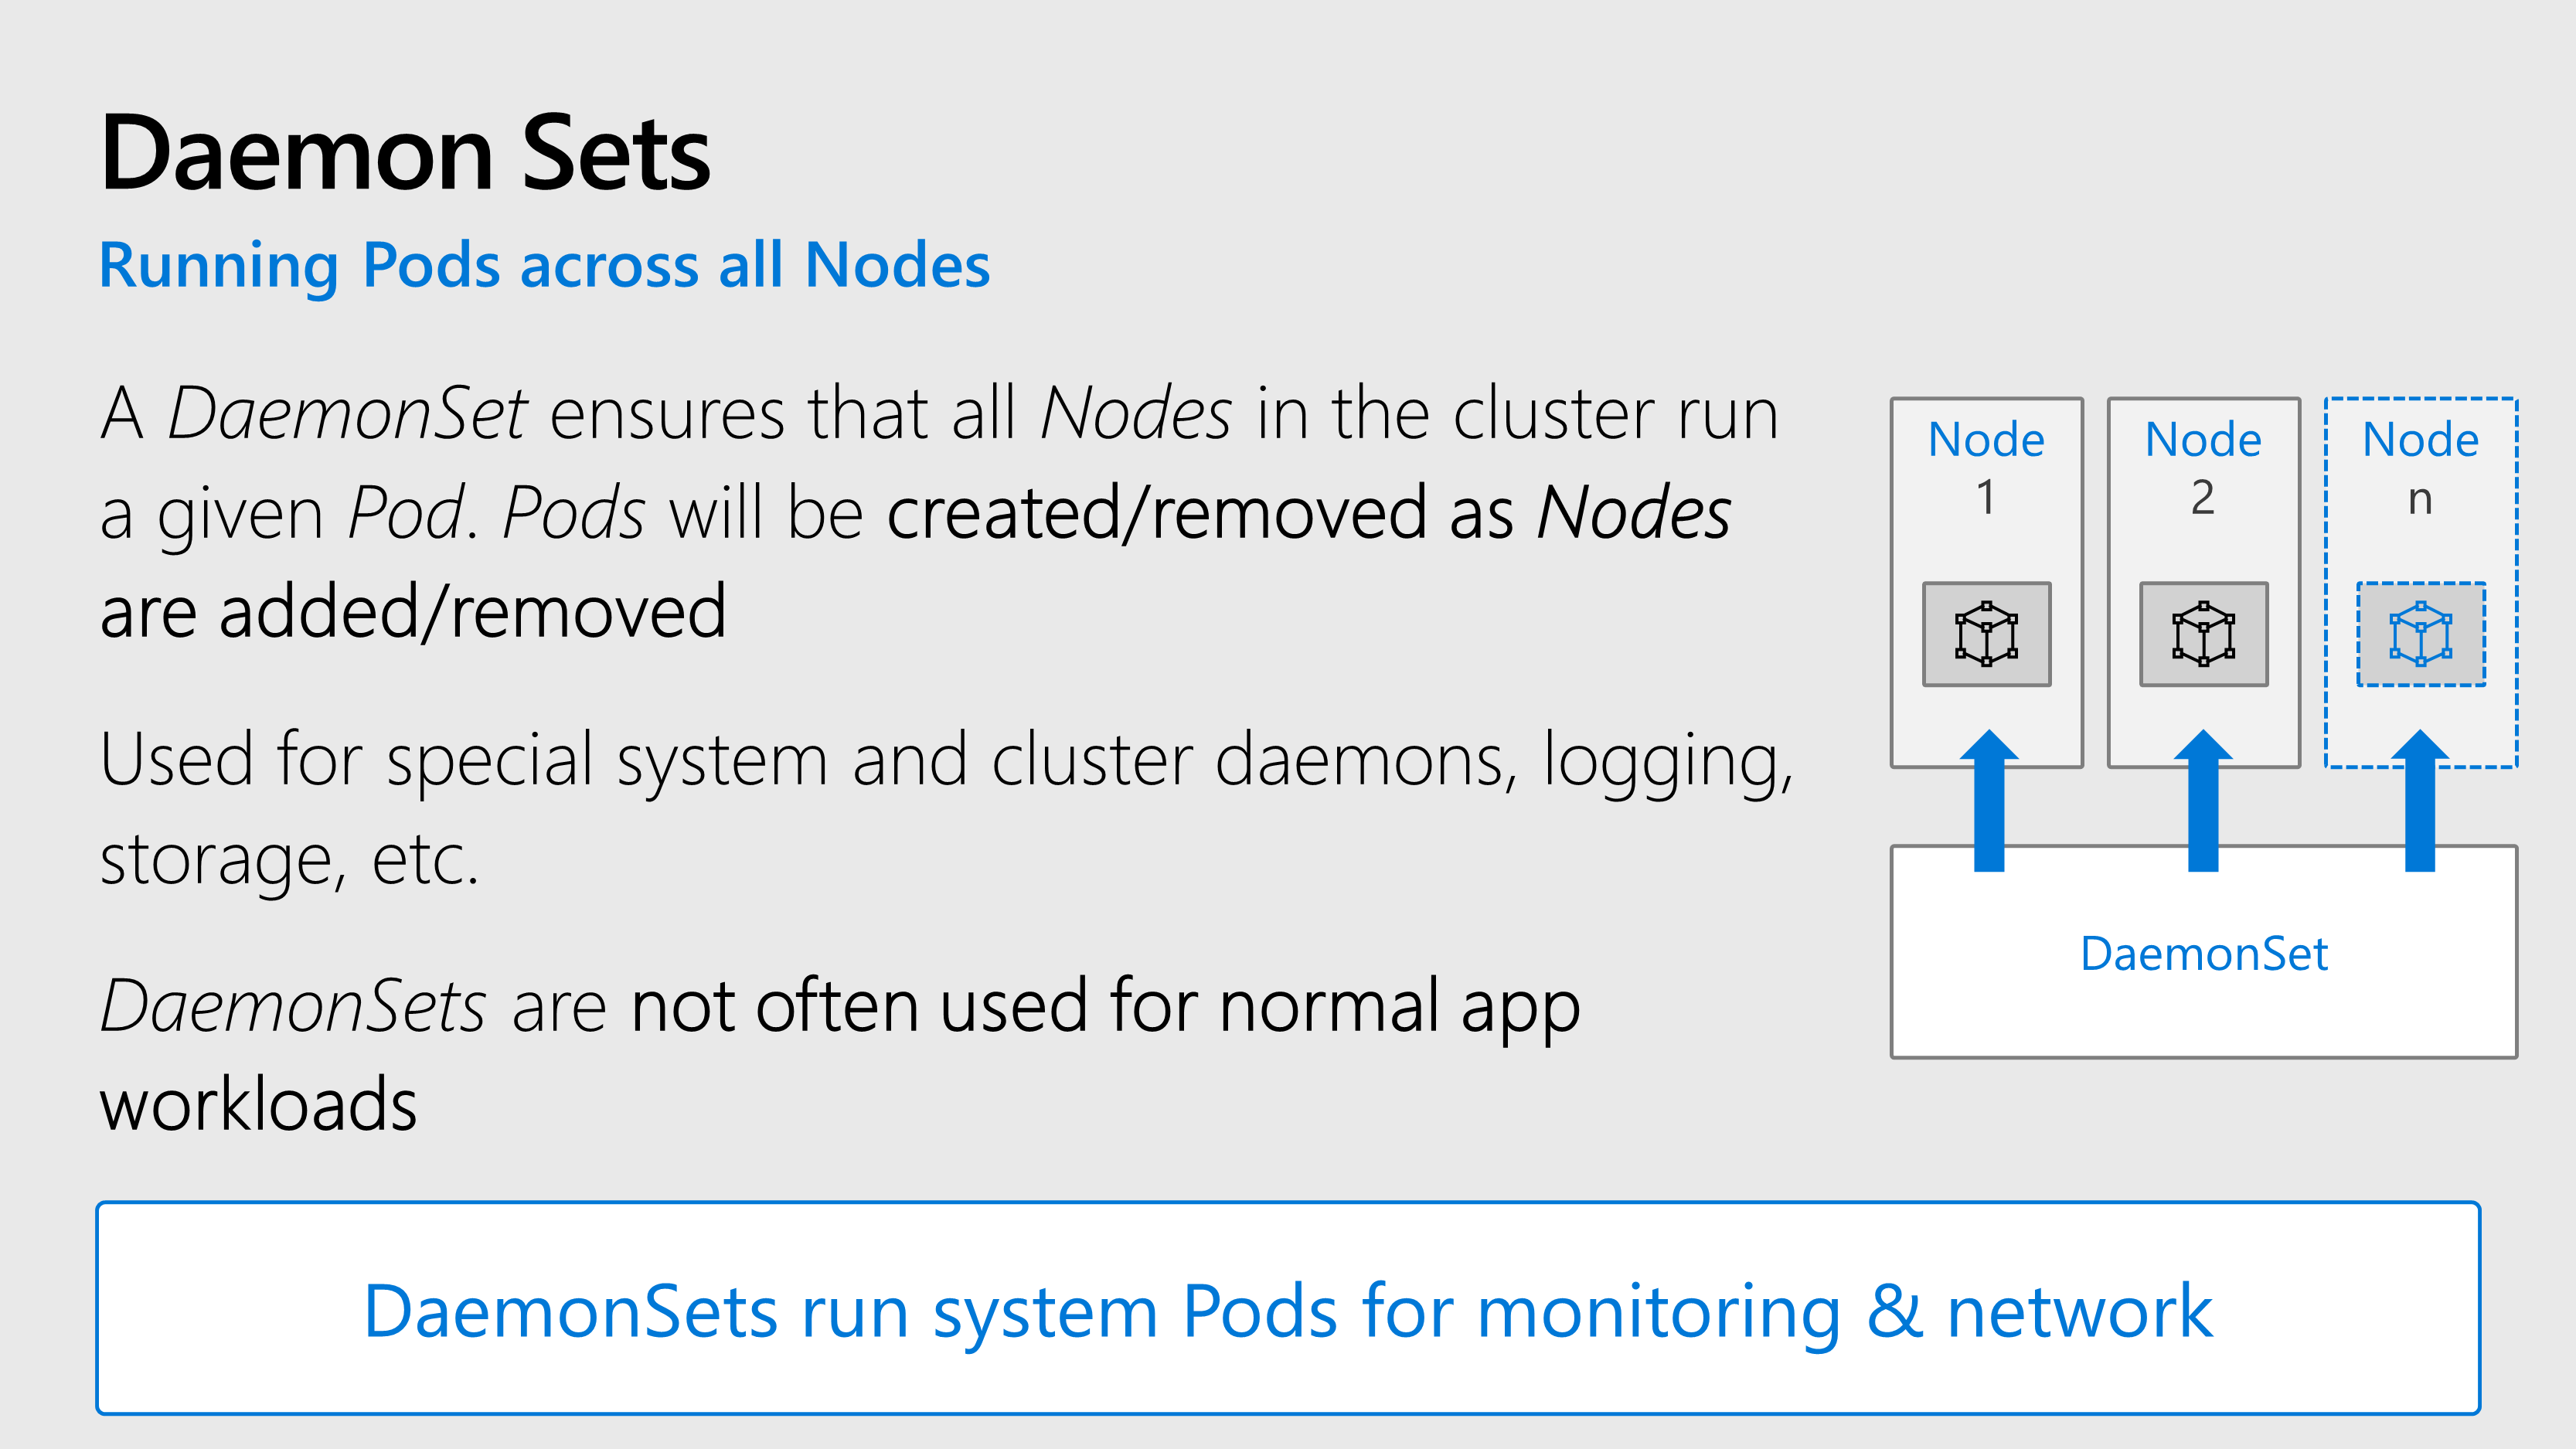 Daemon Sets
Running Pods across all Nodes
A DaemonSet ensures that all Nodes in the cluster run
a given Pod. Pods will be created/removed as Nodes
are added/removed
Used for special system and cluster daemons, logging,
storage, etc.
DaemonSets are not often used for normal app
workloads
Node
1
Node
2
Node
n
DaemonSet
DaemonSets run system Pods for monitoring & network